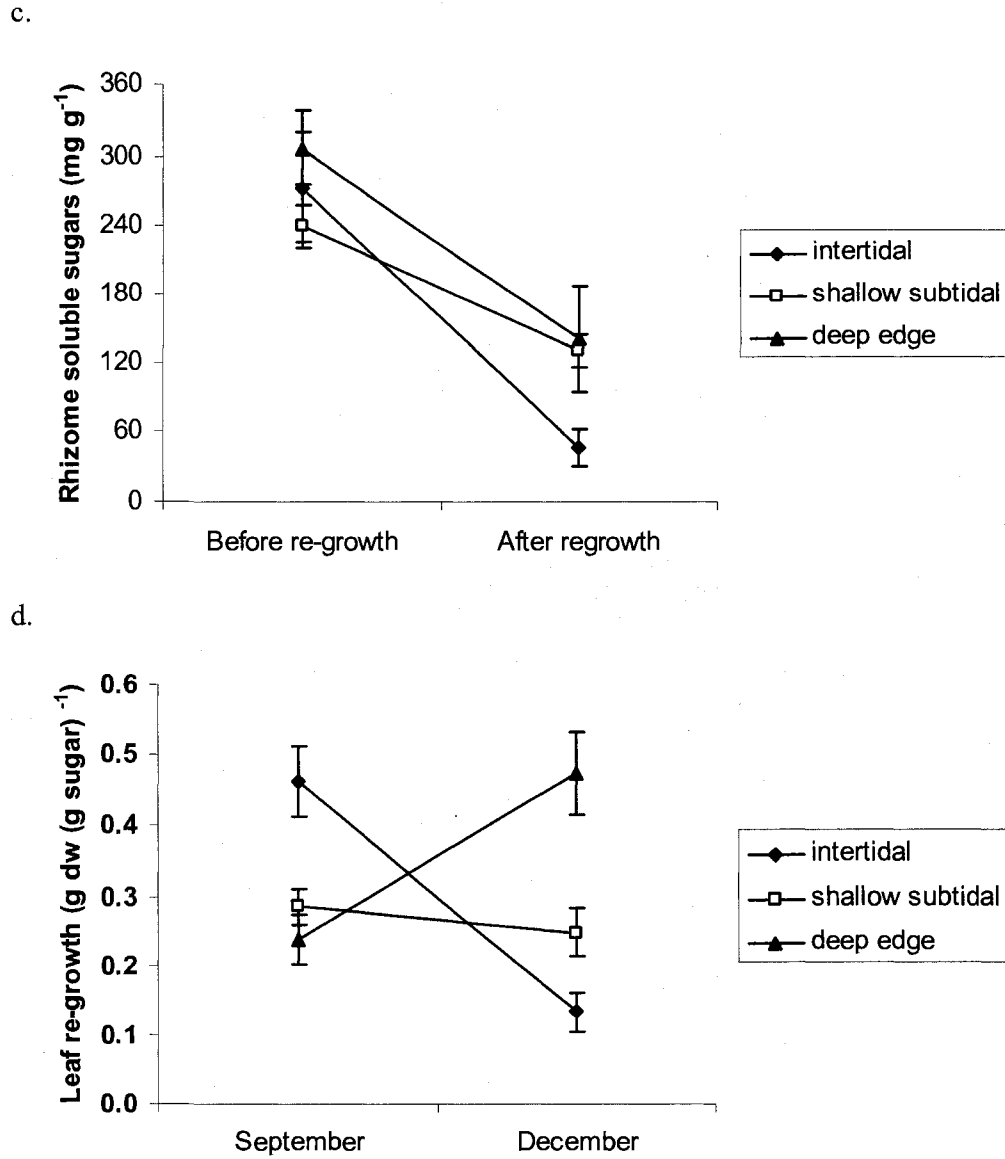 c.
360
300
240
180
120
60
0
Rhizome soluble sugars (mg g-1)
Before re-growth After regrowth
intertidal
shallow subtidal
deep edge
d.
0.6
0.5
0.4
0.3
0.2
0.1
0.0
Leaf re-growth (g dw (g sugar) -1)
September December
intertidal
shallow subtidal
deep edge